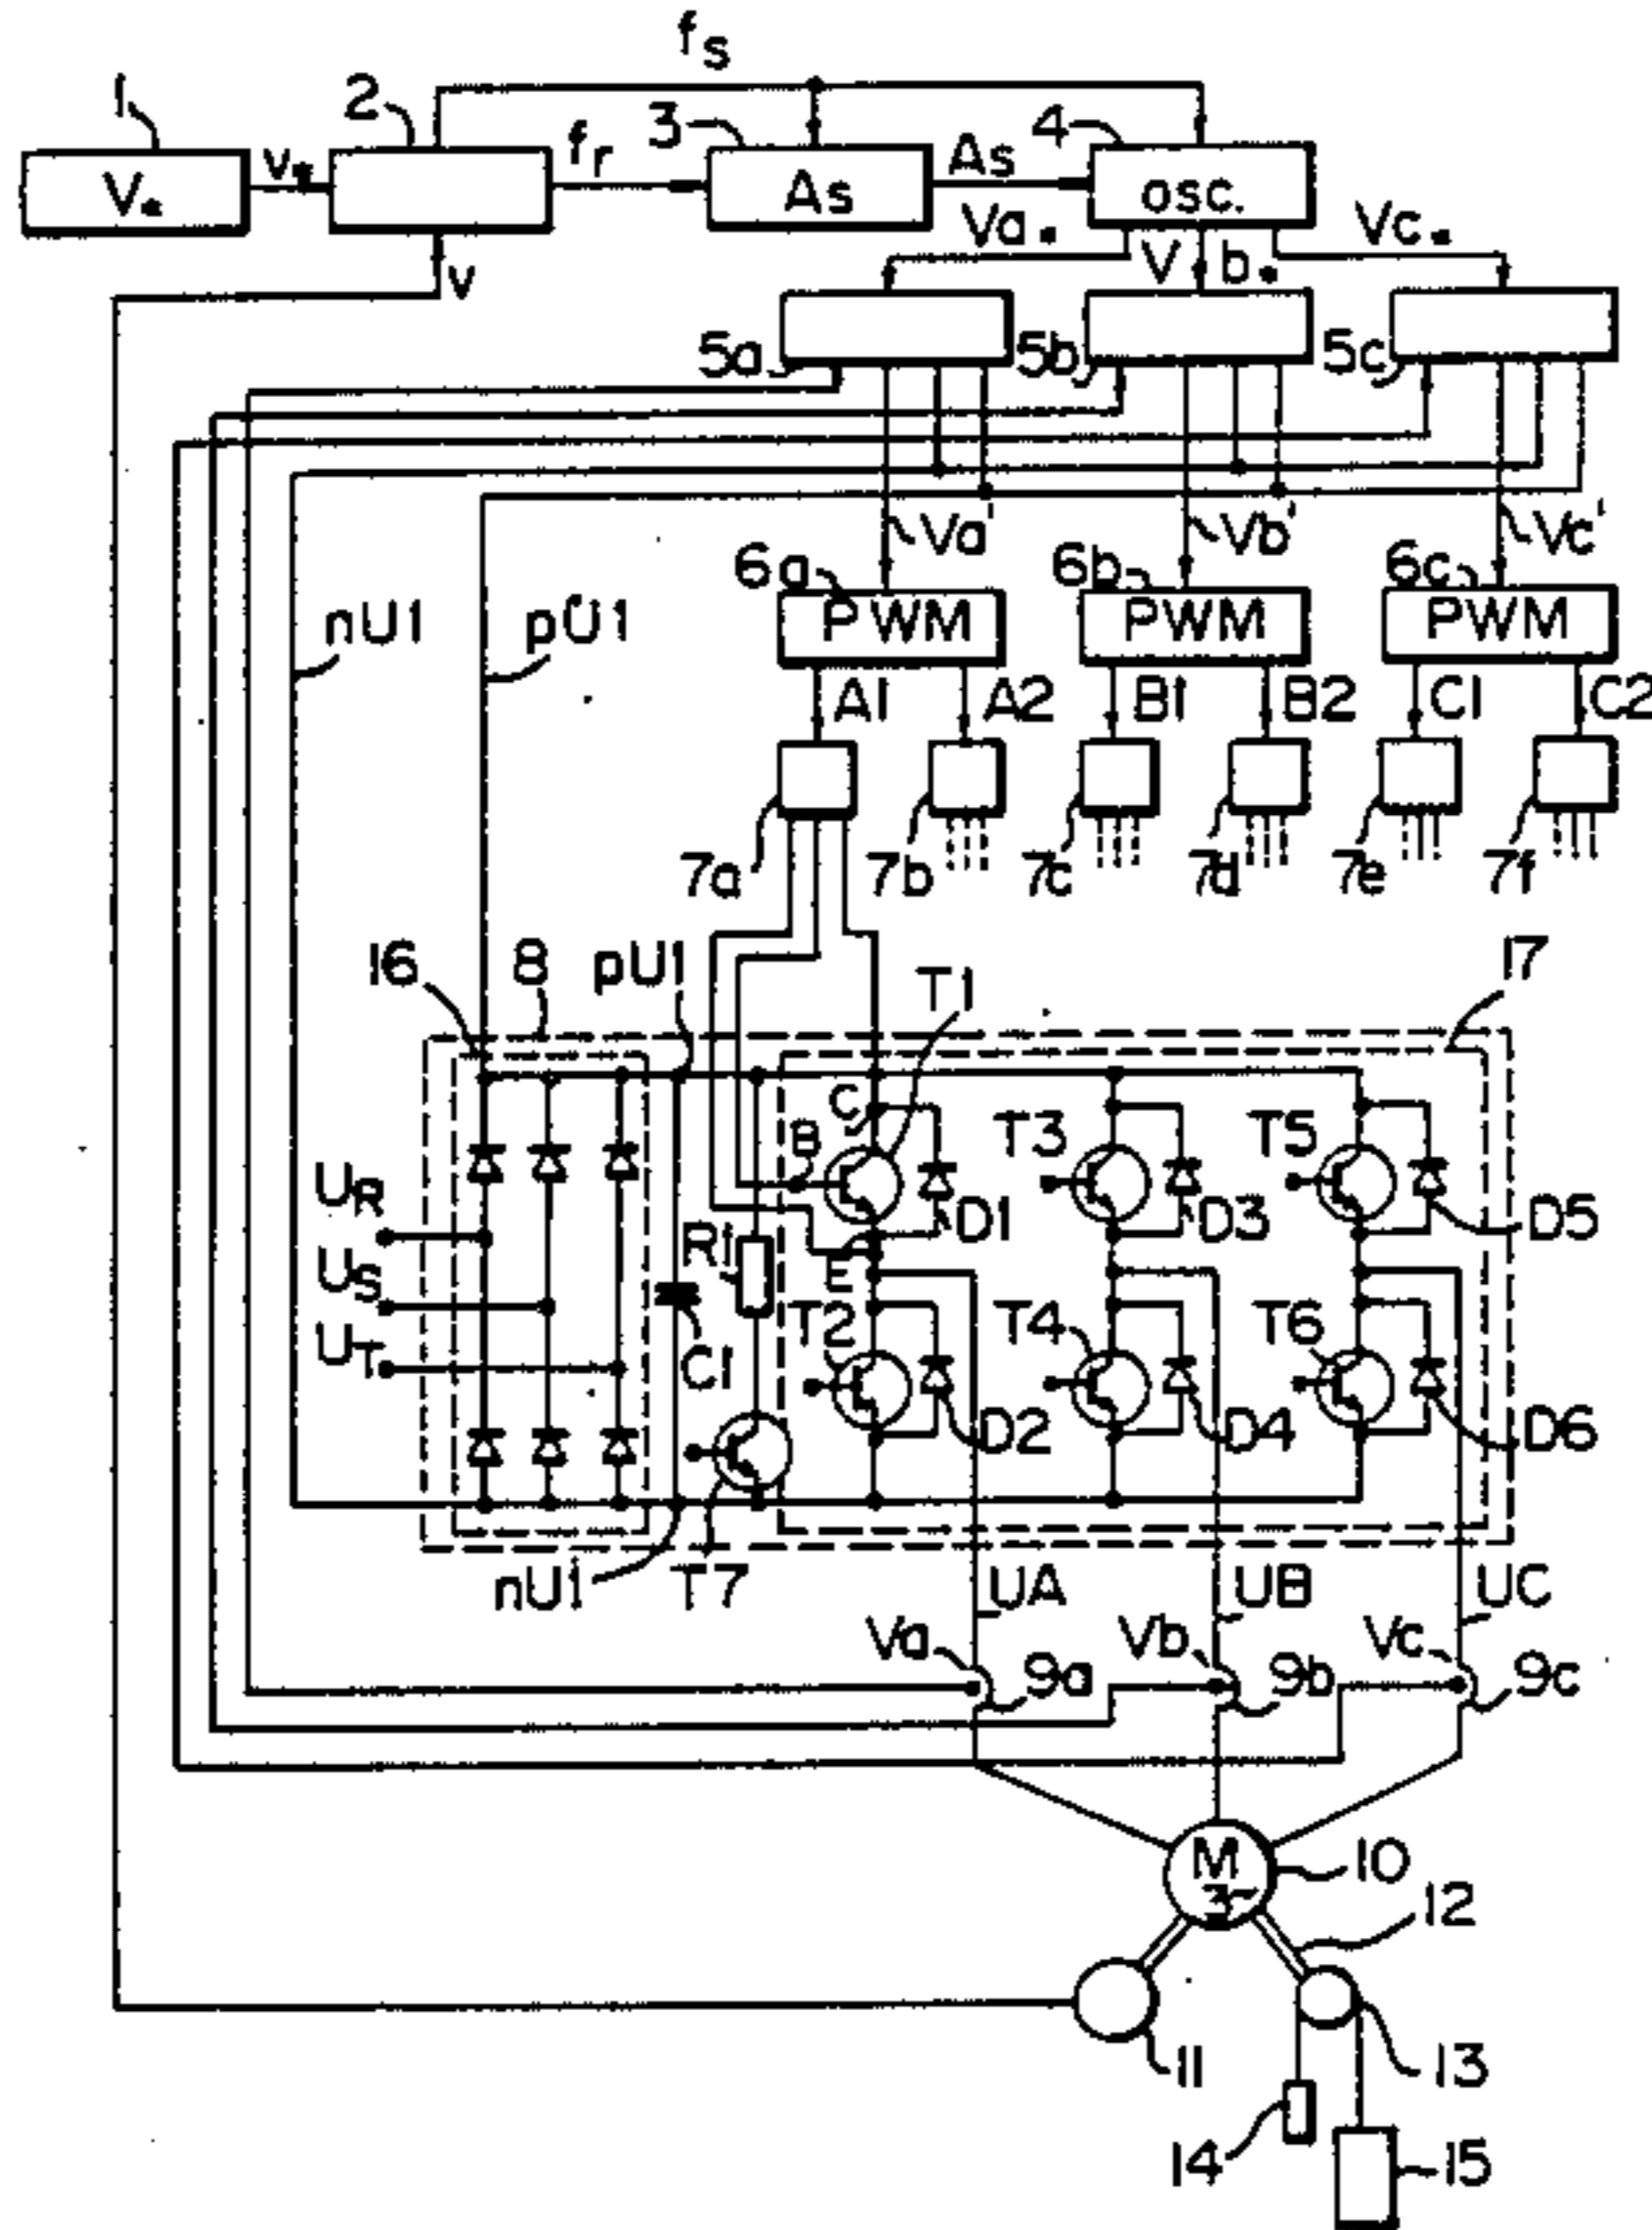 fs
1 2 fr 3 As 4
V* v* As osc.
Va* V b* Vc*
v
5a 5b 5c
Va' Vb' Vc'
6a 6b 6c
PWM PWM PWM
nU1 pU1
A1 A2 B1 B2 C1 C2
7a 7b 7c 7d 7e 7f
16 8 pU1 T1 17
C
B T3 T5
UR
D1 D3 D5
R1 E
US
T2 T4 T6
UT
C1
D2 D4 D6
nU1 T7 UA UB UC
Va Vb Vc
9a 9b 9c
M 10
3~
12
11 13
14 15